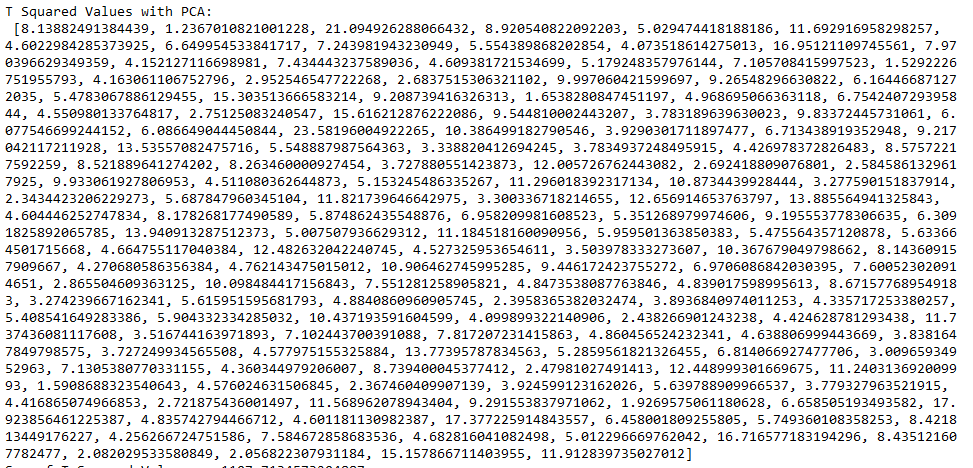 T Squared Values with PCA:
[8.13882491384439, 1.2367010821001228, 21.094926288066432, 8.920540822092203, 5.029474418188186, 11.692916958298257,
4.6022984285373925, 6.649954533841717, 7.243981943230949, 5.554389868202854, 4.073518614275013, 16.95121109745561, 7.97
0396629349359, 4.152127116698981, 7.434443237589036, 4.609381721534699, 5.179248357976144, 7.105708415997523, 1.5292226
751955793, 4.163061106752796, 2.952546547722268, 2.6837515306321102, 9.997060421599697, 9.26548296630822, 6.16446687127
2035, 5.4783067886129455, 15.303513666583214, 9.208739416326313, 1.6538280847451197, 4.968695066363118, 6.7542407293958
44, 4.550980133764817, 2.75125083240547, 15.616212876222086, 9.544810002443207, 3.783189639630023, 9.83372445731061, 6.
077546699244152, 6.086649044450844, 23.58196004922265, 10.386499182790546, 3.9290301711897477, 6.713438919352948, 9.217
042117211928, 13.53557082475716, 5.548887987564363, 3.338820412694245, 3.7834937248495915, 4.426978372826483, 8.5757221
7592259, 8.521889641274202, 8.263460000927454, 3.727880551423873, 12.005726762443082, 2.692418809076801, 2.584586132961
7925, 9.933061927806953, 4.511080362644873, 5.153245486335267, 11.296018392317134, 10.8734439928444, 3.277590151837914,
2.3434423206229273, 5.687847960345104, 11.821739646642975, 3.300336718214655, 12.656914653763797, 13.885564941325843,
4.604446252747834, 8.178268177490589, 5.874862435548876, 6.958209981608523, 5.351268979974606, 9.195553778306635, 6.309
1825892065785, 13.940913287512373, 5.007507936629312, 11.184518160090956, 5.959501363850383, 5.475564357120878, 5.63366
4501715668, 4.664755117040384, 12.482632042240745, 4.527325953654611, 3.503978333273607, 10.367679049798662, 8.14360915
7909667, 4.270680586356384, 4.762143475015012, 10.906462745995285, 9.446172423755272, 6.9706086842030395, 7.60052302091
4651, 2.865504609363125, 10.098484417156843, 7.551281258905821, 4.8473538087763846, 4.839017598995613, 8.67157768954918
3, 3.274239667162341, 5.615951595681793, 4.8840860960905745, 2.3958365382032474, 3.8936840974011253, 4.335717253380257,
5.408541649283386, 5.904332334285032, 10.437193591604599, 4.099899322140906, 2.438266901243238, 4.424628781293438, 11.7
37436081117608, 3.516744163971893, 7.102443700391088, 7.817207231415863, 4.860456524232341, 4.638806999443669, 3.838164
7849798575, 3.727249934565508, 4.577975155325884, 13.77395787834563, 5.2859561821326455, 6.814066927477706, 3.009659349
52963, 7.1305380770331155, 4.360344979206007, 8.739400045377412, 2.47981027491413, 12.448999301669675, 11.2403136920099
93, 1.5908688323540643, 4.576024631506845, 2.367460409907139, 3.924599123162026, 5.639788909966537, 3.779327963521915,
4.416865074966853, 2.721875436001497, 11.568962078943404, 9.291553837971062, 1.9269575061180628, 6.658505193493582, 17.
923856461225387, 4.835742794466712, 4.601181130982387, 17.377225914843557, 6.458001809255805, 5.749360108358253, 8.4218
13449176227, 4.256266724751586, 7.584672858683536, 4.682816041082498, 5.012296669762042, 16.716577183194296, 8.43512160
7782477, 2.082029533580849, 2.056822307931184, 15.157866711403955, 11.912839735027012]